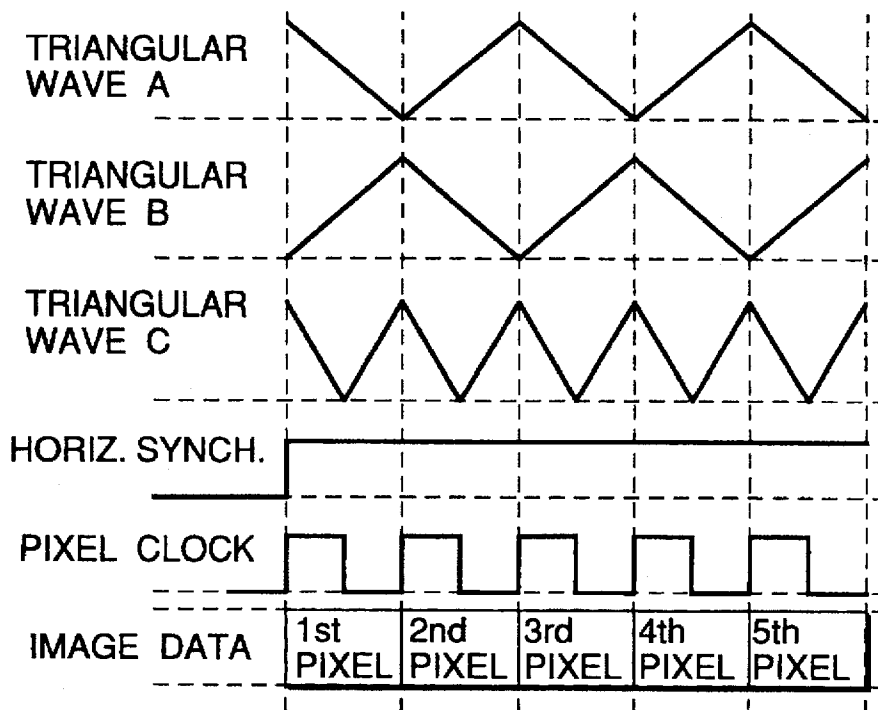 TRIANGULAR
WAVE A
TRIANGULAR
WAVE B
TRIANGULAR
WAVE C
HORIZ. SYNCH.
PIXEL CLOCK
IMAGE DATA
1st
PIXEL
2nd
PIXEL
3rd
PIXEL
4th
PIXEL
5th
PIXEL